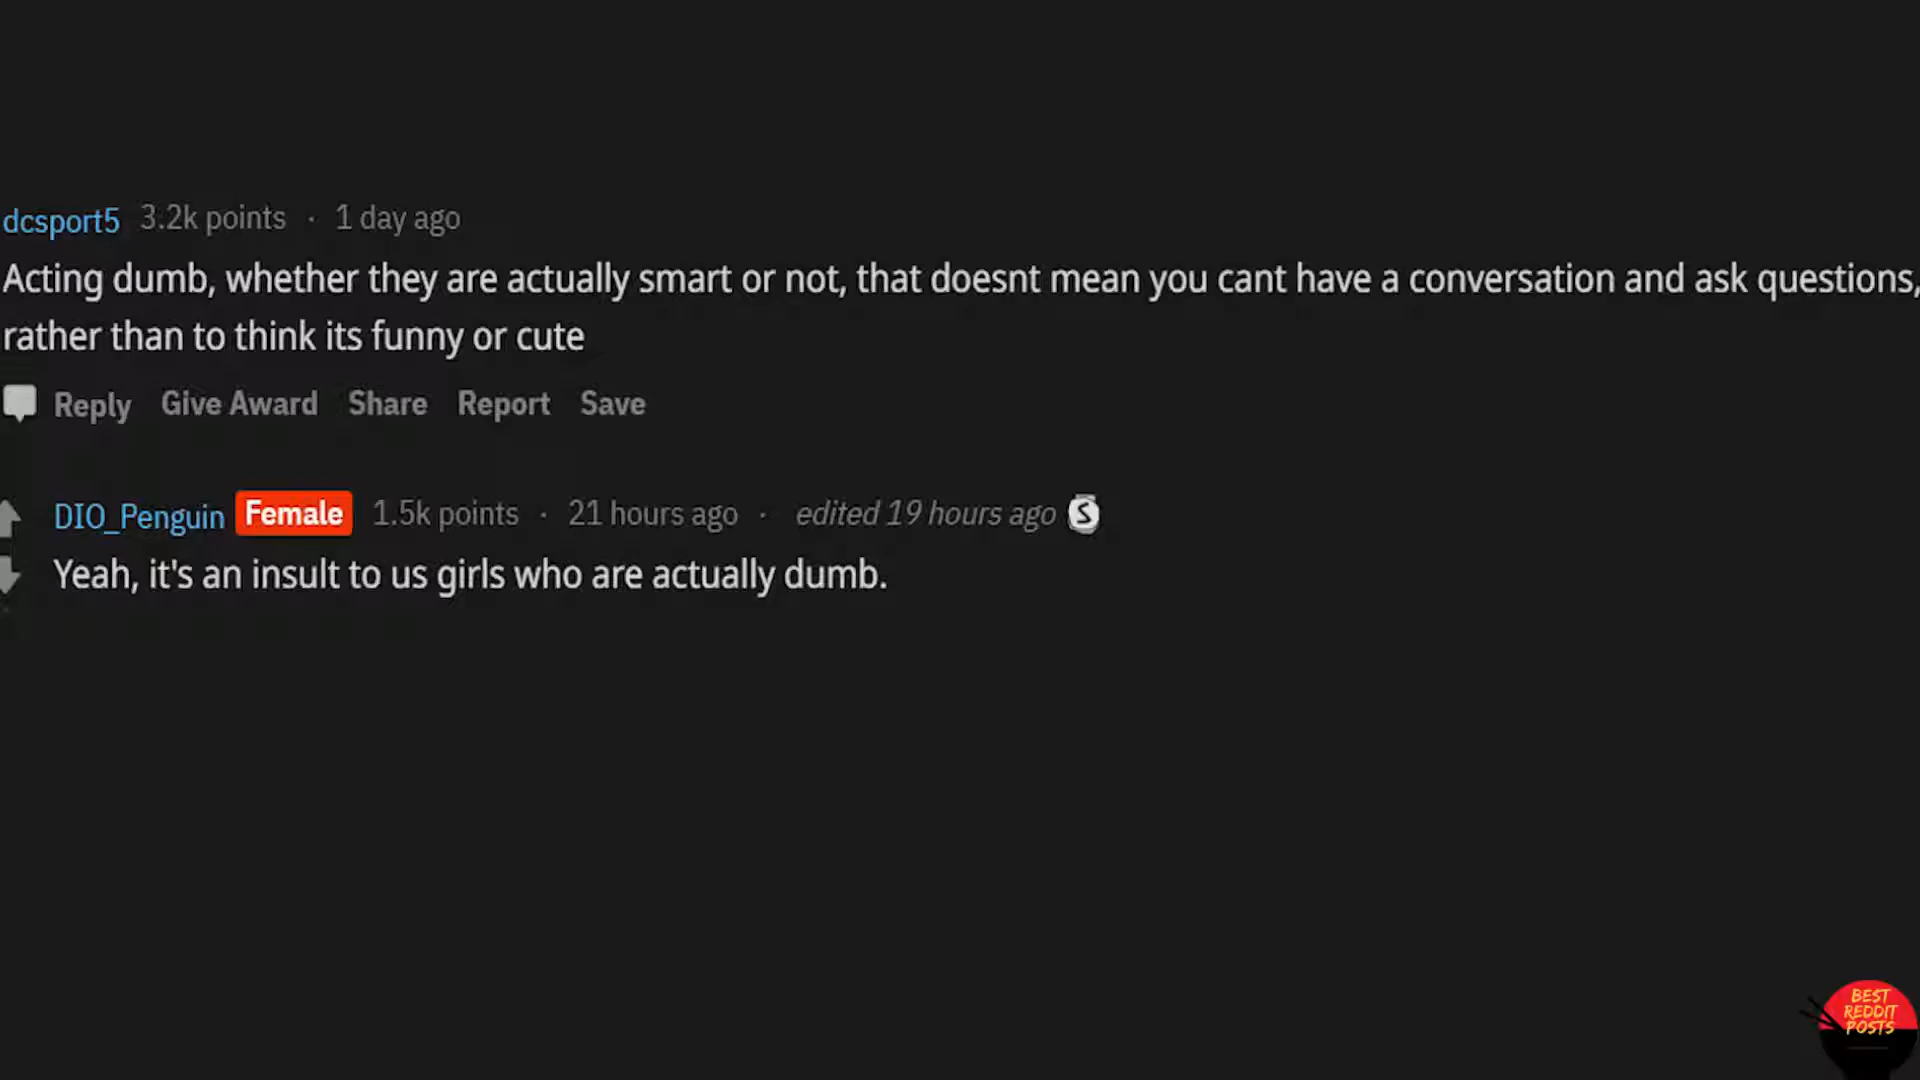 dcsport5 3.2k points · 1 day ago
Acting dumb, whether they are actually smart or not, that doesnt mean you cant have a conversation and ask questions,
rather than to think its funny or cute
Reply Give Award Share Report Save
DIO_Penguin Female 1.5k points · 21 hours ago · edited 19 hours ago S
Yeah, it's an insult to us girls who are actually dumb.
BEST
REDDIT
POSTS